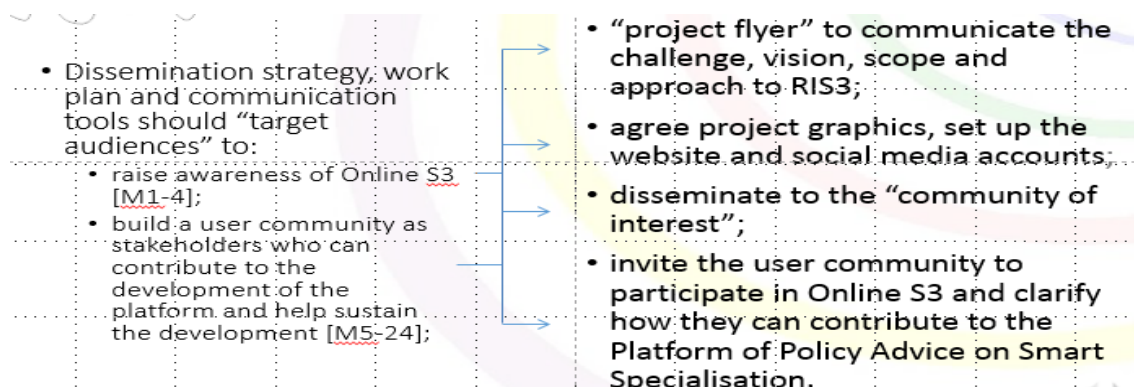 • Dissemination strategy, work
plan and communication
tools should “target
audiences” to:
• raise awareness of Online S3
[M1-4];
• build a user community as
stakeholders who can
contribute to the
development of the
platform and help sustain
the development [M5-24];
• “project flyer” to communicate the
challenge, vision, scope and
approach to RIS3;
• agree project graphics, set up the
website and social media accounts;
• disseminate to the “community of
interest”;
• invite the user community to
participate in Online S3 and clarify
how they can contribute to the
Platform of Policy Advice on Smart
Specialisation.